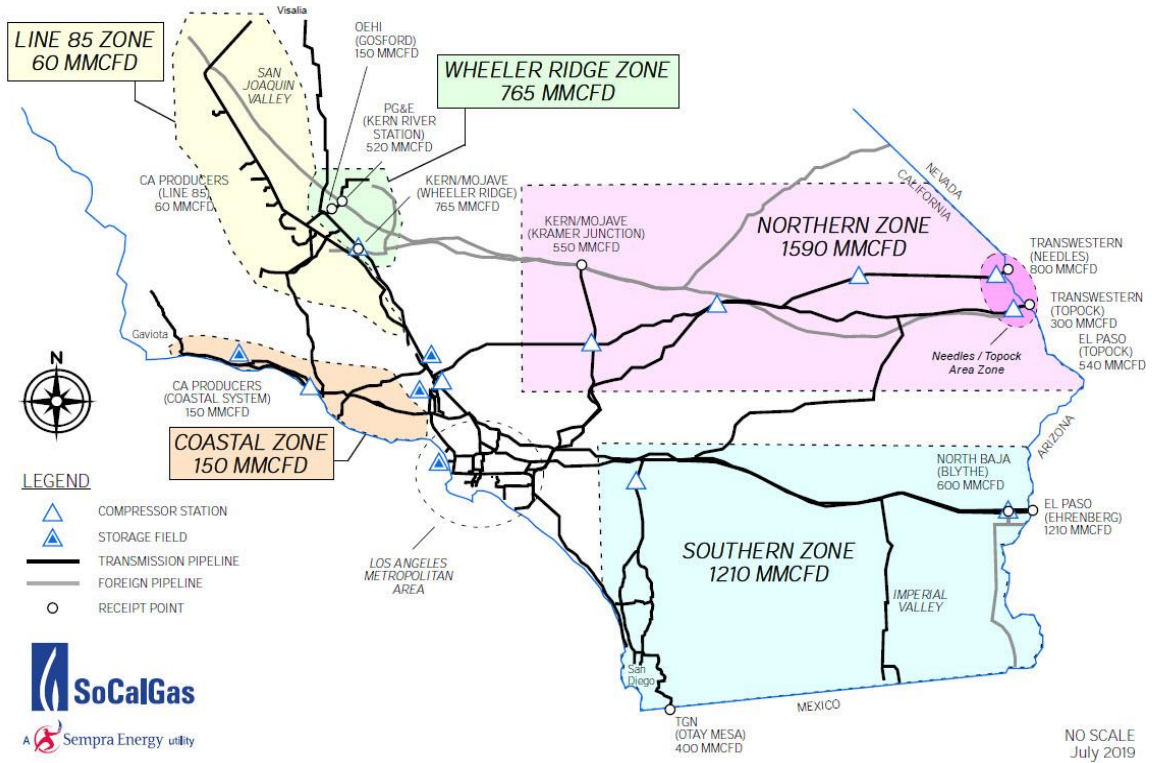 Visalia
LINE 85 ZONE
60 MMCFD
OEHI
(GOSFORD)
150 MMCFD
SAN
JOAQUIN
VALLEY
WHEELER RIDGE ZONE
765 MMCFD
PG&E
(KERN RIVER
STATION)
520 MMCFD
CA PRODUCERS
(LINE 85)
60 MMCFD
KERN/MOJAVE
(WHEELER RIDGE)
765 MMCFD
KERN/MOJAVE
(KRAMER JUNCTION)
550 MMCFD
NORTHERN ZONE
1590 MMCFD
NEVADA
CALIFORNIA
TRANSWESTERN
(NEEDLES)
800 MMCFD
TRANSWESTERN
(TOPOCK)
300 MMCFD
EL PASO
(TOPOCK)
540 MMCFD
Needles / Topock
Area Zone
Gaviota
N
CA PRODUCERS
(COASTAL SYSTEM)
150 MMCFD
COASTAL ZONE
150 MMCFD
ARIZONA
NORTH BAJA
(BLYTHE)
600 MMCFD
EL PASO
(EHRENBERG)
1210 MMCFD
LEGEND
COMPRESSOR STATION
STORAGE FIELD
TRANSMISSION PIPELINE
FOREIGN PIPELINE
RECEIPT POINT
LOS ANGELES
METROPOLITAN
AREA
SOUTHERN ZONE
1210 MMCFD
IMPERIAL
VALLEY
San
Diego
MEXICO
TGN
(OTAY MESA)
400 MMCFD
SoCalGas
A Sempra Energy utility
NO SCALE
July 2019